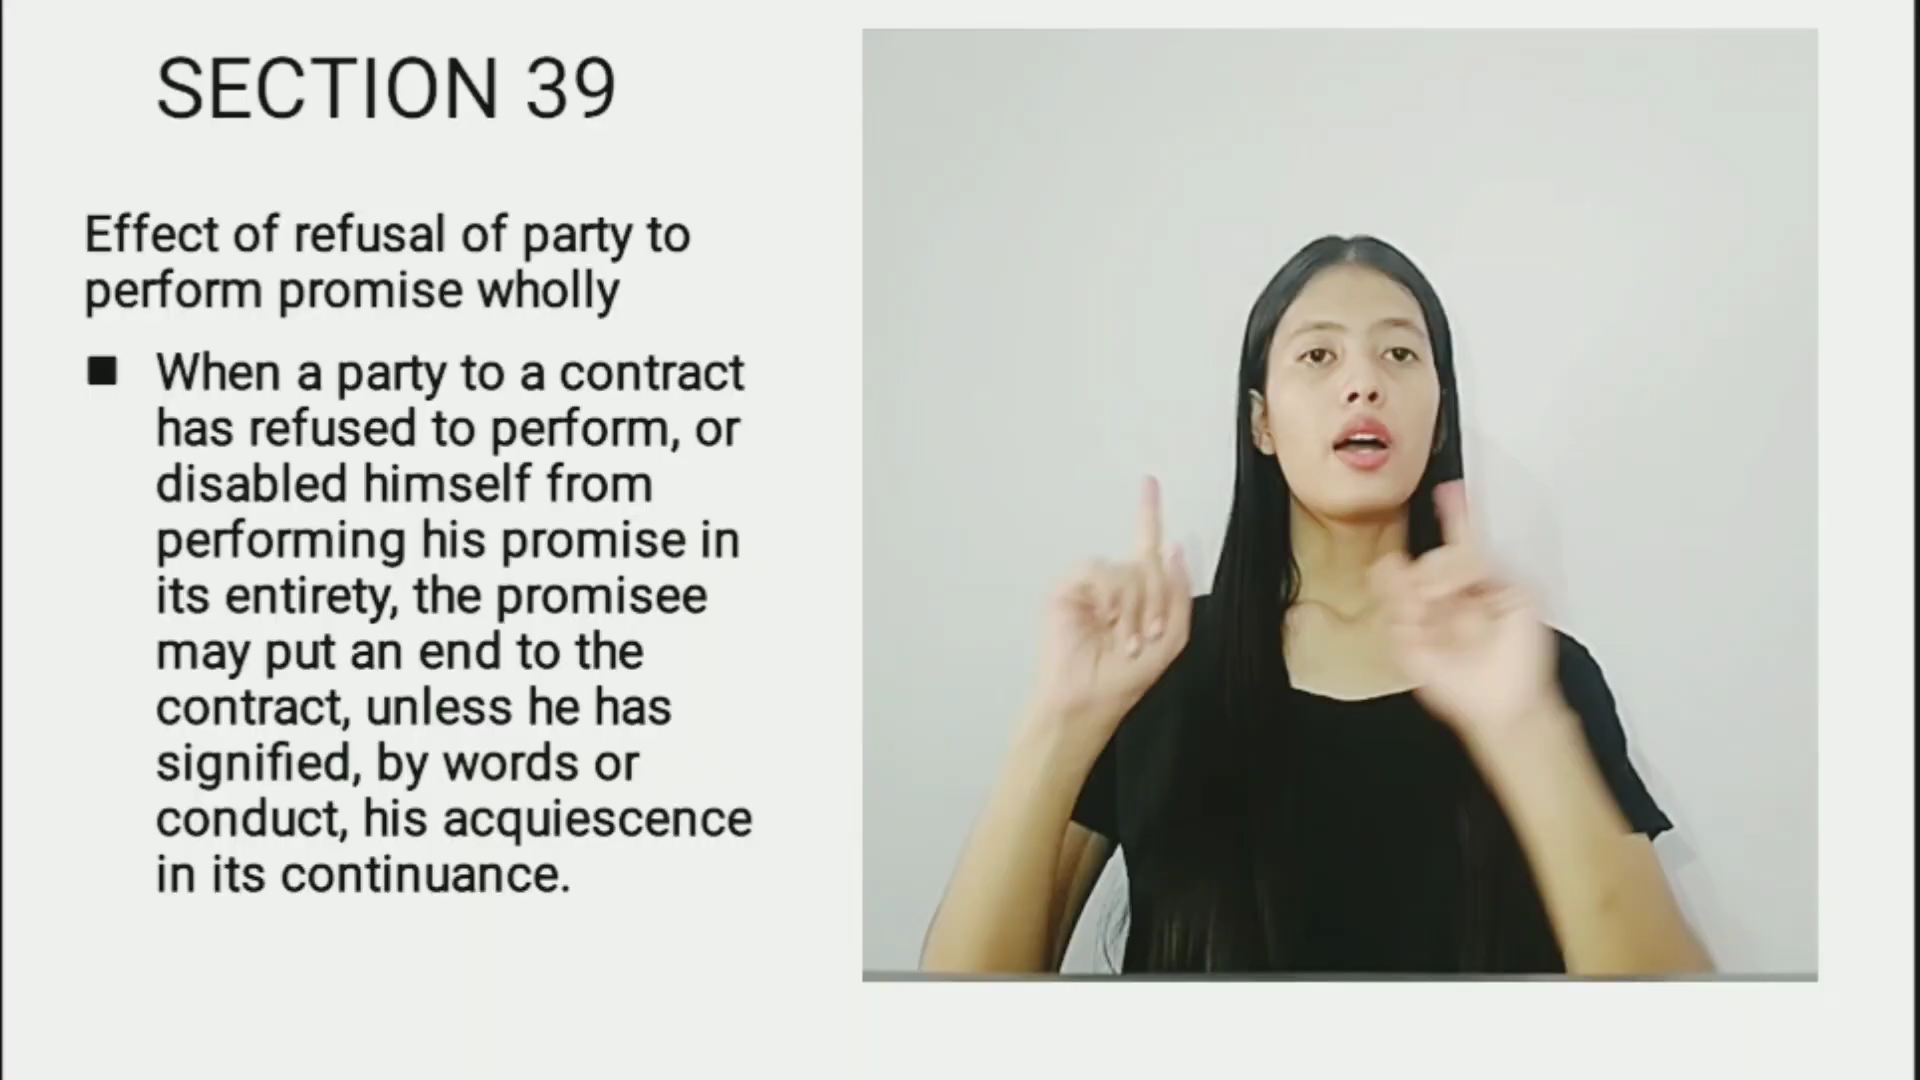 SECTION 39
Effect of refusal of party to
perform promise wholly
■ When a party to a contract
has refused to perform, or
disabled himself from
performing his promise in
its entirety, the promisee
may put an end to the
contract, unless he has
signified, by words or
conduct, his acquiescence
in its continuance.